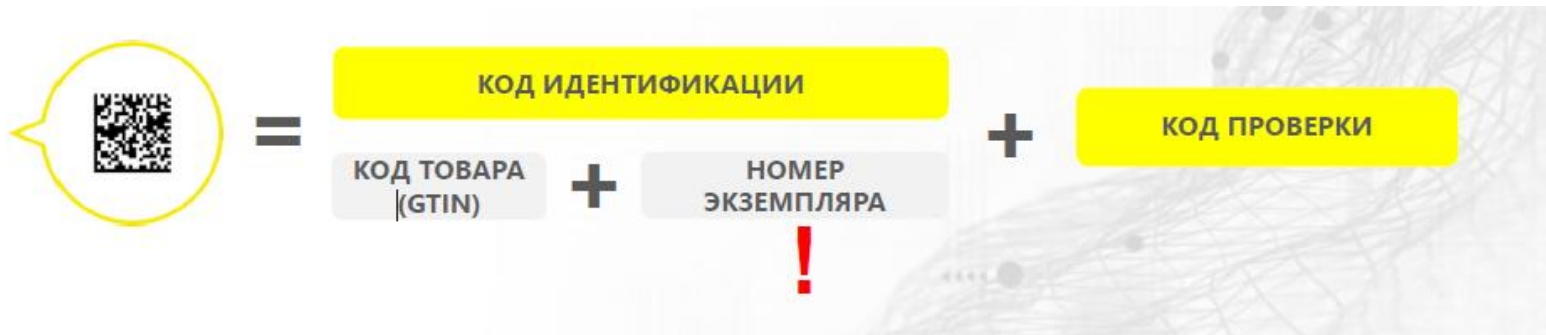 =
КОД ИДЕНТИФИКАЦИИ
+
КОД ПРОВЕРКИ
КОД ТОВАРА
(GTIN)
+
НОМЕР
ЭКЗЕМПЛЯРА
!